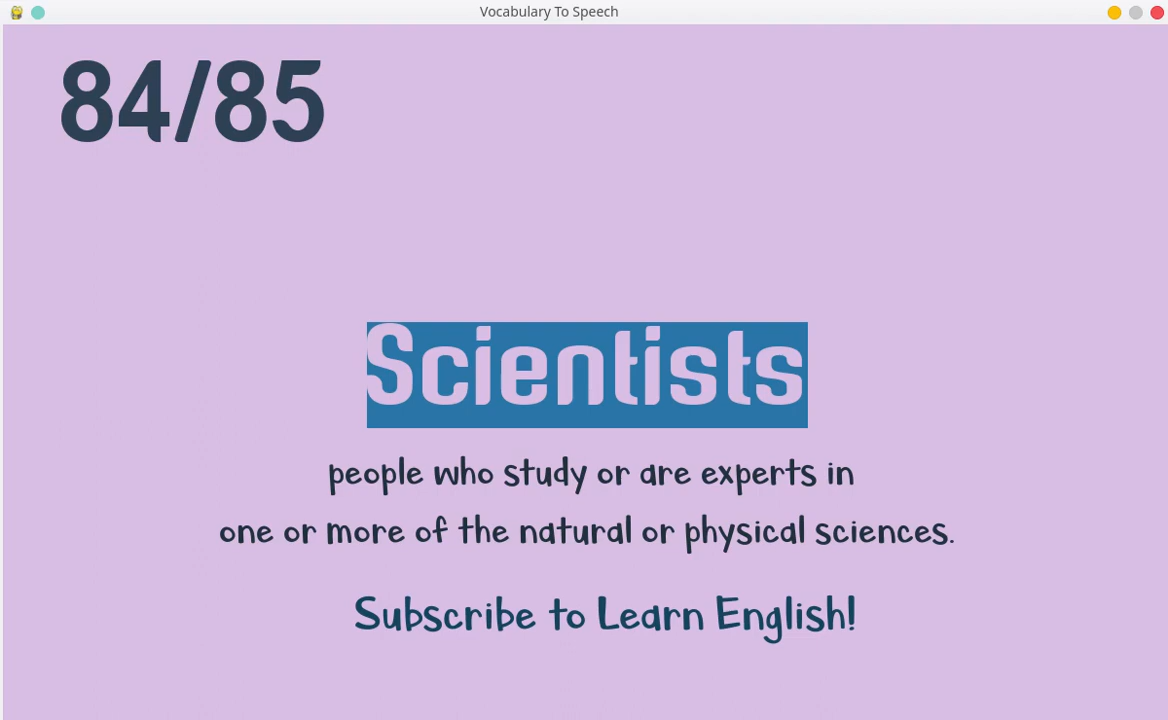 Vocabulary To Speech
84/85
Scientists
people who study or are experts in
one or more of the natural or physical sciences.
Subscribe to Learn English!